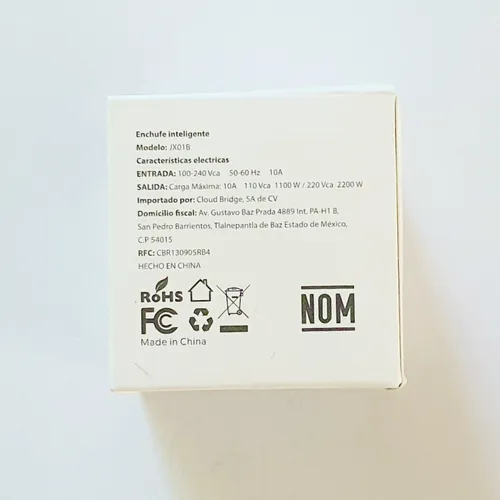 Enchufe inteligente
Modelo: JX01B
Características electricas
ENTRADA: 100-240 Vca 50-60 Hz 10A
SALIDA: Carga Máxima: 10A 110 Vca 1100 W / 220 Vca 2200 W
Importado por: Cloud Bridge, SA de CV
Domicilio fiscal: Av. Gustavo Baz Prada 4889 Int. PA-H1 B,
San Pedro Barrientos, Tlalnepantla de Baz Estado de México,
C.P 54015
RFC: CBR130905RB4
HECHO EN CHINA
RoHS
FC
NOM
Made in China